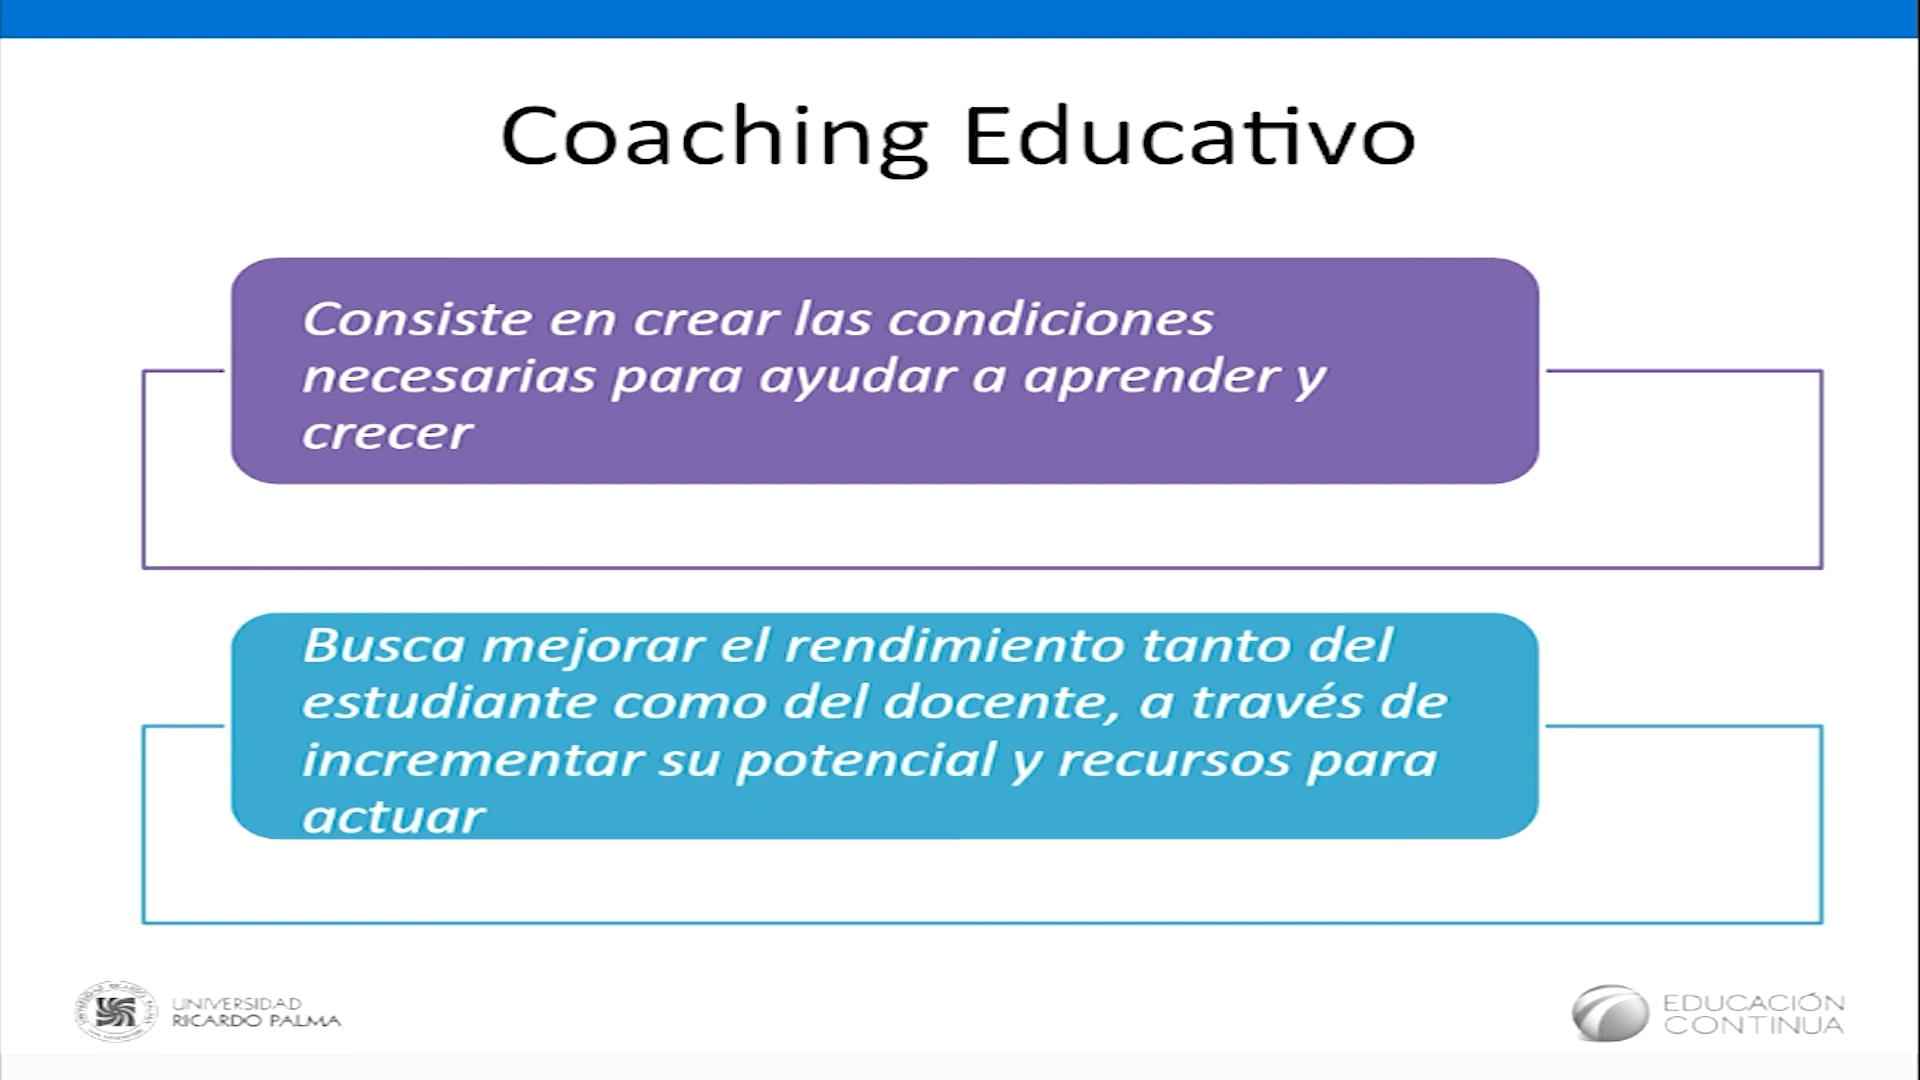 Coaching Educativo
Consiste en crear las condiciones
necesarias para ayudar a aprender y
crecer
Busca mejorar el rendimiento tanto del
estudiante como del docente, a través de
incrementar su potencial y recursos para
actuar
UNIVERSIDAD
RICARDO PALMA
EDUCACIÓN
CONTINUA